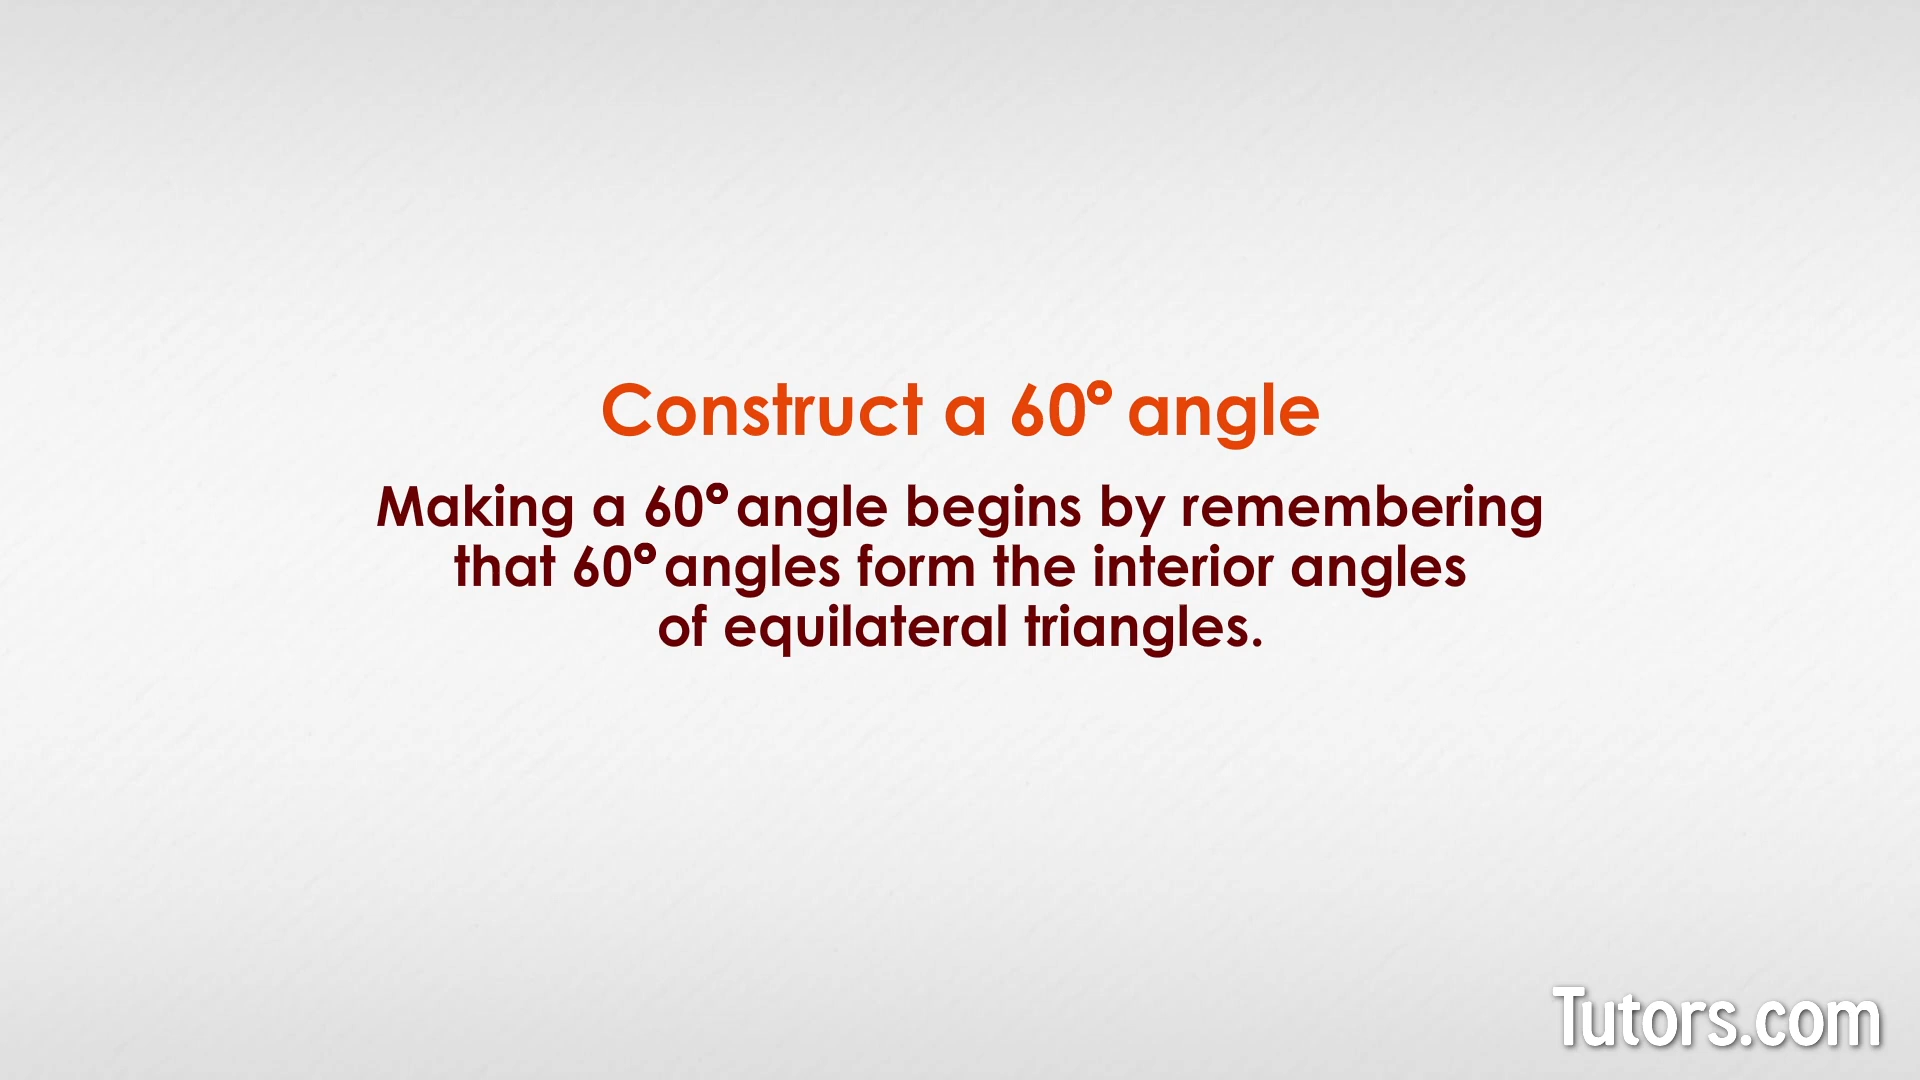 Construct a 60° angle
Making a 60° angle begins by remembering
that 60° angles form the interior angles
of equilateral triangles.
Tutors.com